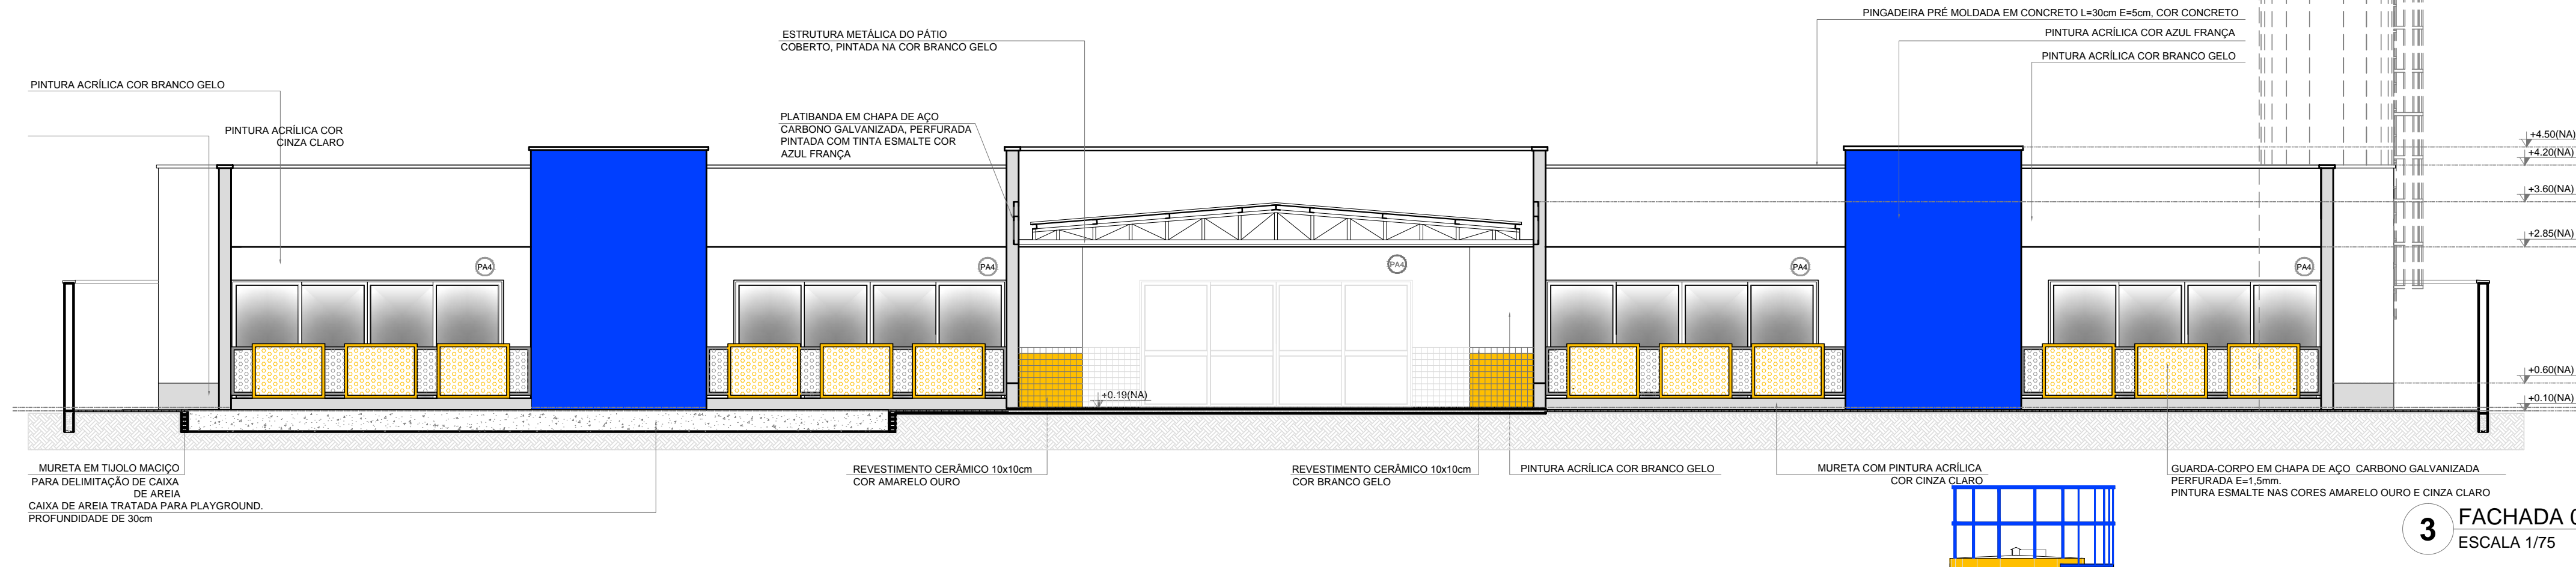 PINGADEIRA PRÉ MOLDADA EM CONCRETO L=30cm E=5cm, COR CONCRETO
PINTURA ACRÍLICA COR AZUL FRANÇA
PINTURA ACRÍLICA COR BRANCO GELO
ESTRUTURA METÁLICA DO PÁTIO
COBERTO, PINTADA NA COR BRANCO GELO
PINTURA ACRÍLICA COR BRANCO GELO
PINTURA ACRÍLICA COR
CINZA CLARO
PLATIBANDA EM CHAPA DE AÇO
CARBONO GALVANIZADA, PERFURADA
PINTADA COM TINTA ESMALTE COR
AZUL FRANÇA
+4.50(NA)
+4.20(NA)
+3.60(NA)
+2.85(NA)
PA4
PA4
PA4
PA4
PA4
+0.60(NA)
+0.19(NA)
+0.10(NA)
MURETA EM TIJOLO MACIÇO
PARA DELIMITAÇÃO DE CAIXA
DE AREIA
CAIXA DE AREIA TRATADA PARA PLAYGROUND.
PROFUNDIDADE DE 30cm
REVESTIMENTO CERÂMICO 10x10cm
COR AMARELO OURO
REVESTIMENTO CERÂMICO 10x10cm
COR BRANCO GELO
PINTURA ACRÍLICA COR BRANCO GELO
MURETA COM PINTURA ACRÍLICA
COR CINZA CLARO
GUARDA-CORPO EM CHAPA DE AÇO  CARBONO GALVANIZADA
PERFURADA E=1,5mm.
PINTURA ESMALTE NAS CORES AMARELO OURO E CINZA CLARO
3
FACHADA
ESCALA 1/75